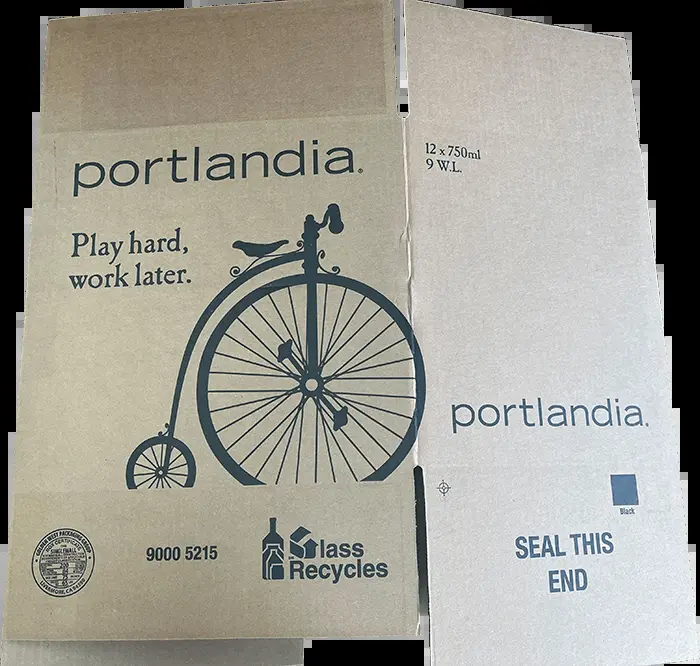 portlandia.
Play hard,
work later.
9000 5215
Glass
Recycles
12 x 750ml
9 W.L.
portlandia.
Black
SEAL THIS
END